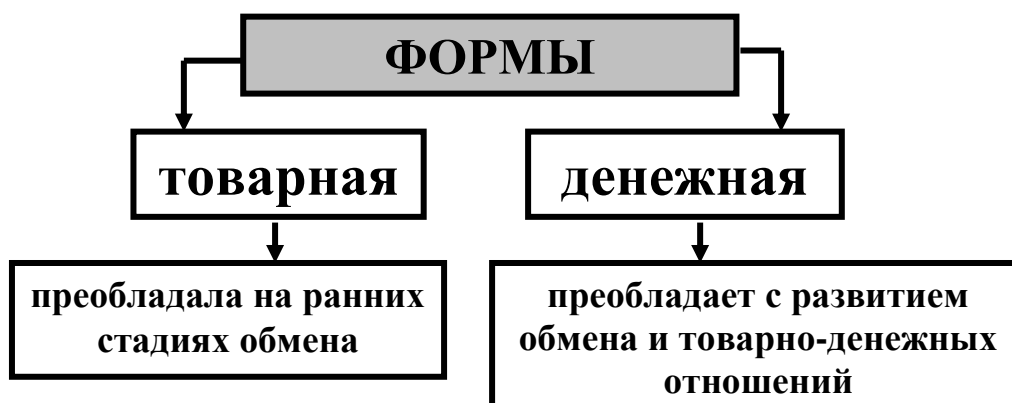 ФОРМЫ
товарная
денежная
преобладала на ранних
стадиях обмена
преобладает с развитием
обмена и товарно-денежных
отношений